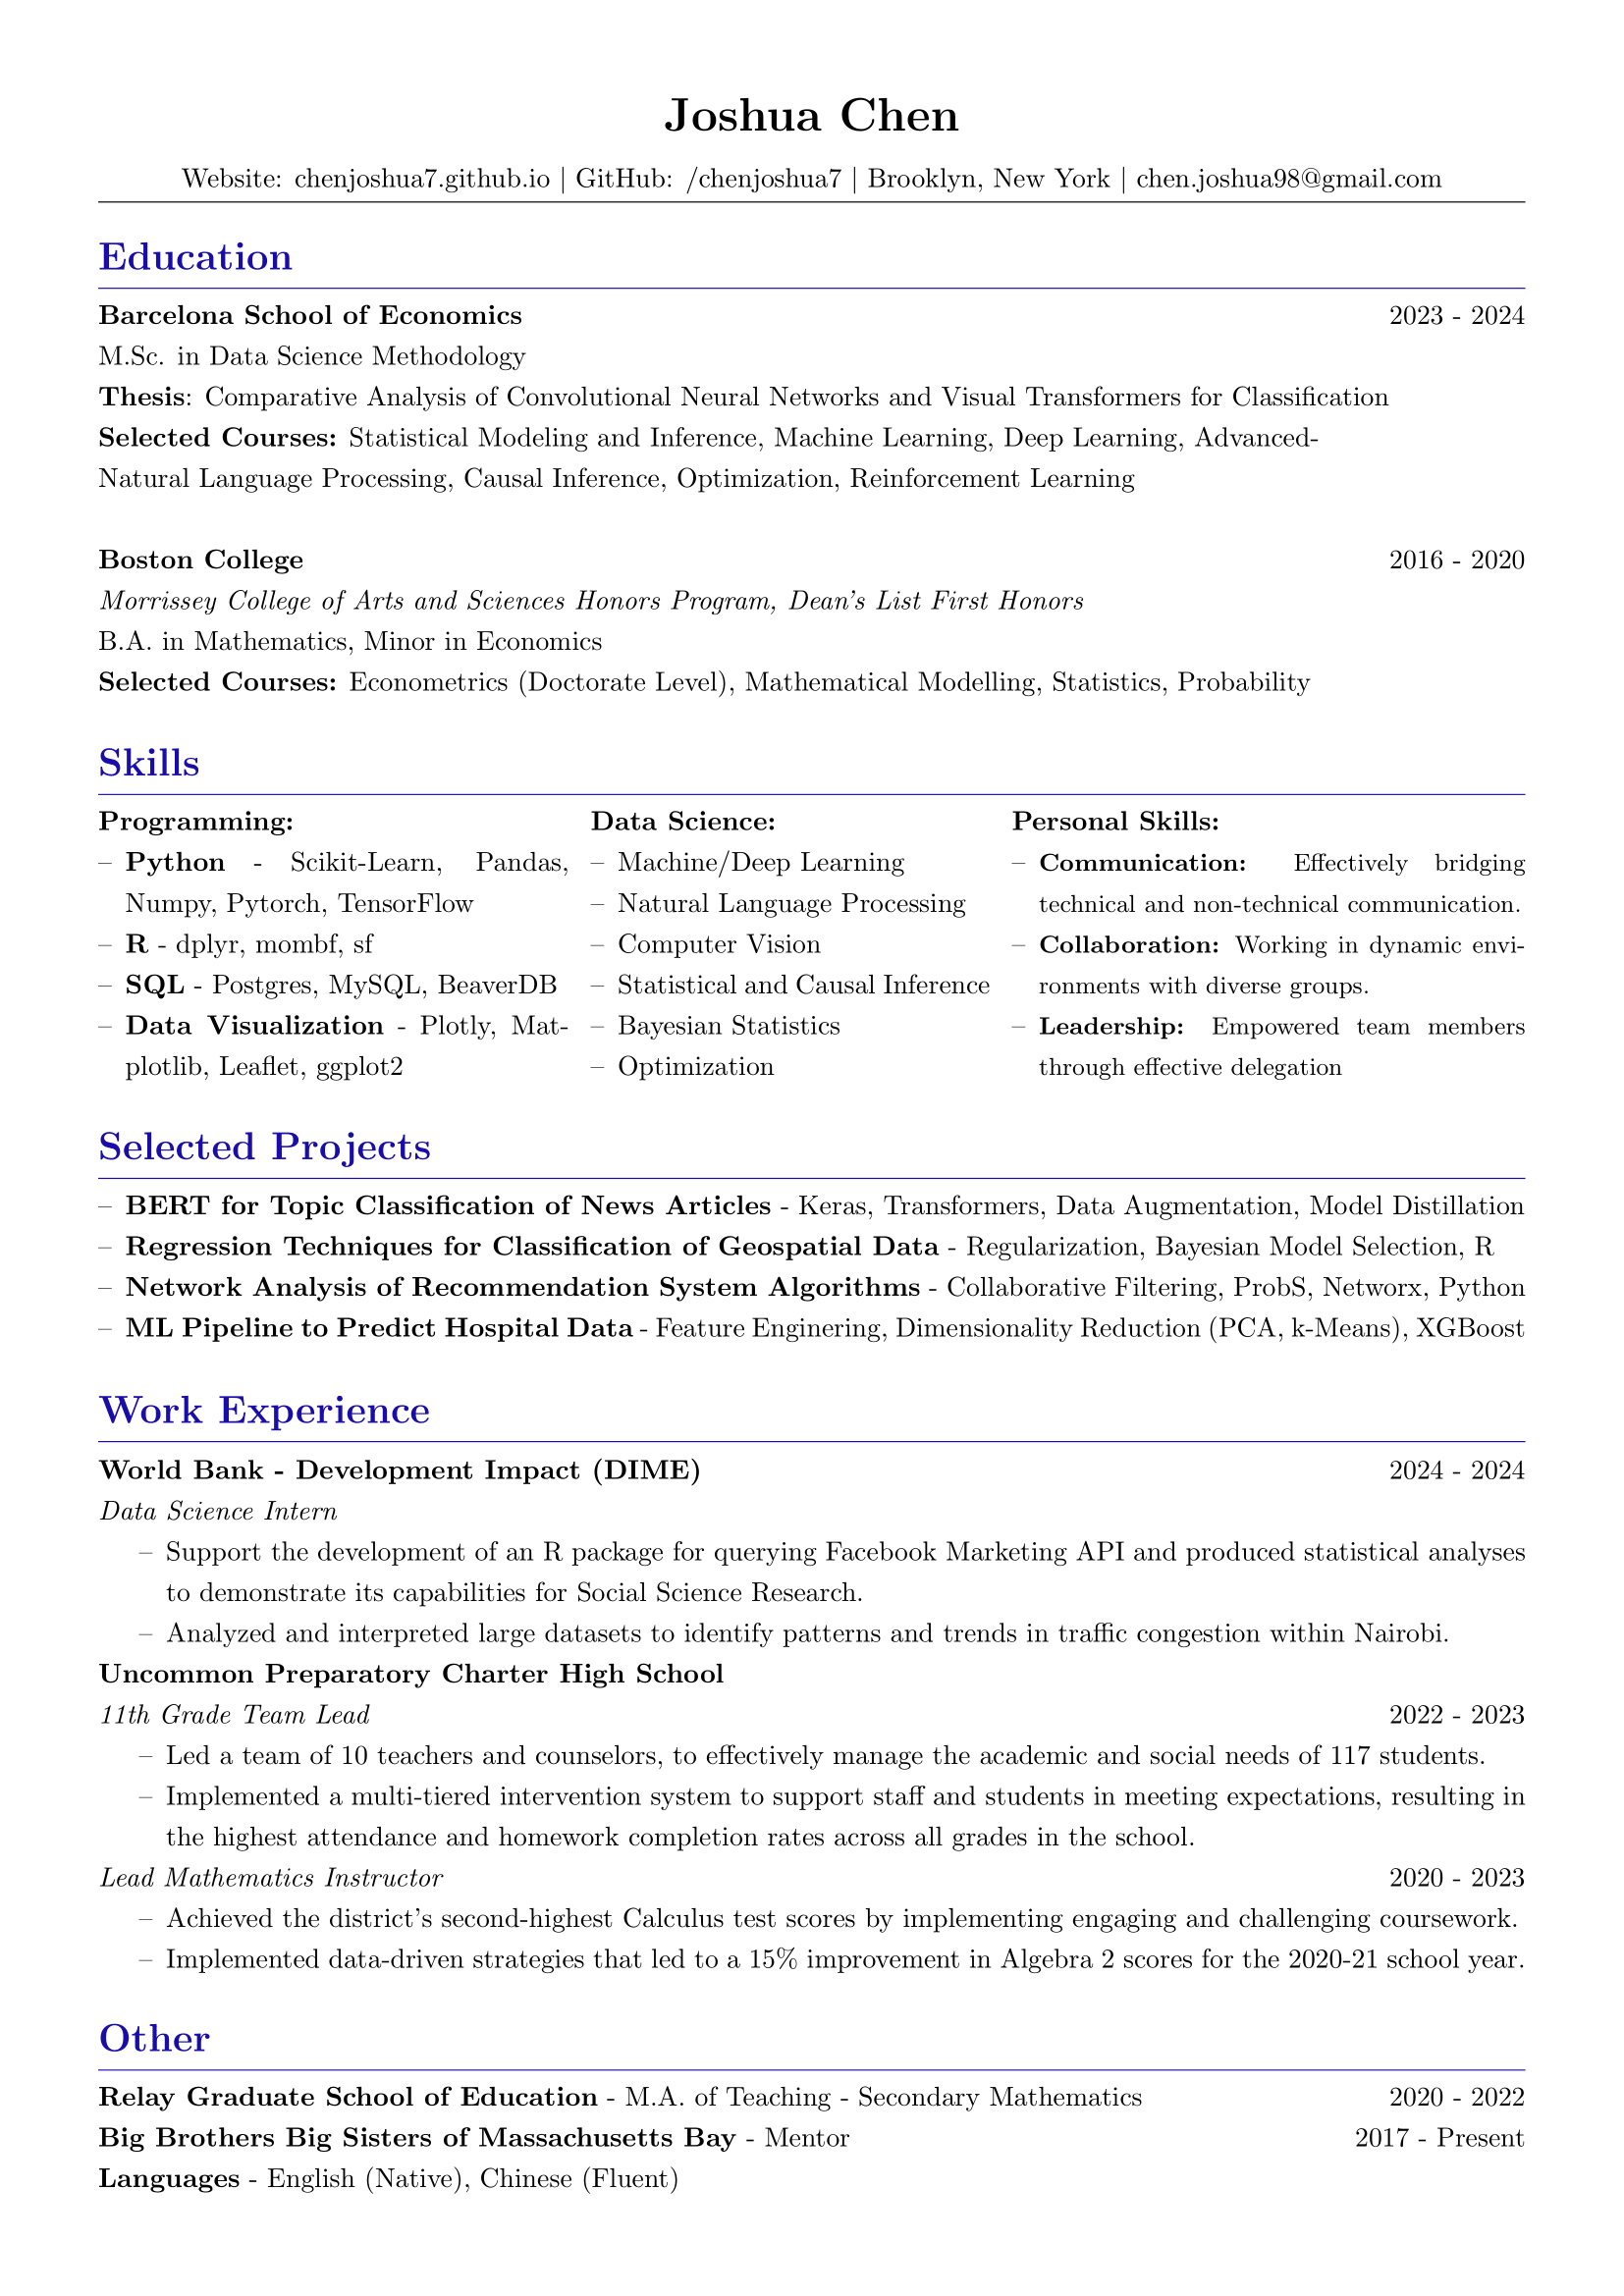 Joshua Chen
Website: chenjoshua7.github.io | GitHub: /chenjoshua7 | Brooklyn, New York | chen.joshua98@gmail.com
Education
Barcelona School of Economics 2023 - 2024
M.Sc. in Data Science Methodology
Thesis: Comparative Analysis of Convolutional Neural Networks and Visual Transformers for Classification
Selected Courses: Statistical Modeling and Inference, Machine Learning, Deep Learning, Advanced-
Natural Language Processing, Causal Inference, Optimization, Reinforcement Learning
Boston College 2016 - 2020
Morrissey College of Arts and Sciences Honors Program, Dean's List First Honors
B.A. in Mathematics, Minor in Economics
Selected Courses: Econometrics (Doctorate Level), Mathematical Modelling, Statistics, Probability
Skills
Programming:
– Python - Scikit-Learn, Pandas,
Numpy, Pytorch, TensorFlow
– R - dplyr, mombf, sf
– SQL - Postgres, MySQL, BeaverDB
– Data Visualization - Plotly, Mat-
plotlib, Leaflet, ggplot2
Data Science:
– Machine/Deep Learning
– Natural Language Processing
– Computer Vision
– Statistical and Causal Inference
– Bayesian Statistics
– Optimization
Personal Skills:
– Communication: Effectively bridging
technical and non-technical communication.
– Collaboration: Working in dynamic envi-
ronments with diverse groups.
– Leadership: Empowered team members
through effective delegation
Selected Projects
– BERT for Topic Classification of News Articles - Keras, Transformers, Data Augmentation, Model Distillation
– Regression Techniques for Classification of Geospatial Data - Regularization, Bayesian Model Selection, R
– Network Analysis of Recommendation System Algorithms - Collaborative Filtering, ProbS, Networx, Python
– ML Pipeline to Predict Hospital Data - Feature Enginering, Dimensionality Reduction (PCA, k-Means), XGBoost
Work Experience
World Bank - Development Impact (DIME) 2024 - 2024
Data Science Intern
– Support the development of an R package for querying Facebook Marketing API and produced statistical analyses
to demonstrate its capabilities for Social Science Research.
– Analyzed and interpreted large datasets to identify patterns and trends in traffic congestion within Nairobi.
Uncommon Preparatory Charter High School
11th Grade Team Lead 2022 - 2023
– Led a team of 10 teachers and counselors, to effectively manage the academic and social needs of 117 students.
– Implemented a multi-tiered intervention system to support staff and students in meeting expectations, resulting in
the highest attendance and homework completion rates across all grades in the school.
Lead Mathematics Instructor 2020 - 2023
– Achieved the district's second-highest Calculus test scores by implementing engaging and challenging coursework.
– Implemented data-driven strategies that led to a 15% improvement in Algebra 2 scores for the 2020-21 school year.
Other
Relay Graduate School of Education - M.A. of Teaching - Secondary Mathematics 2020 - 2022
Big Brothers Big Sisters of Massachusetts Bay - Mentor 2017 - Present
Languages - English (Native), Chinese (Fluent)